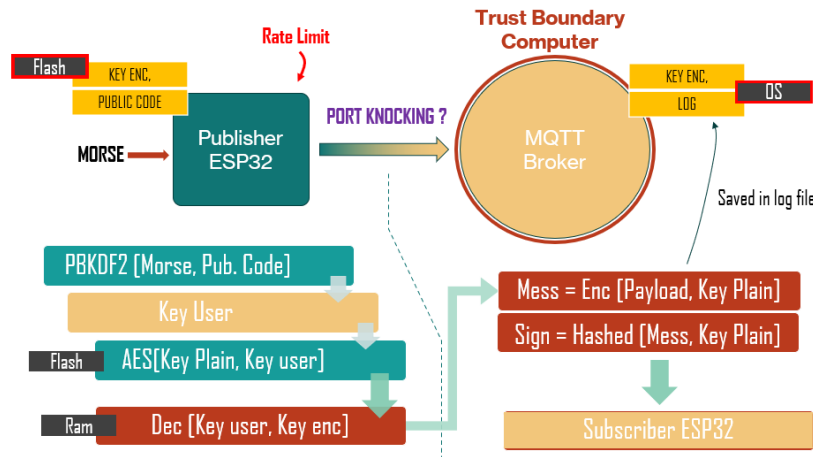 Trust Boundary
Computer
Rate Limit
Flash
KEY ENC,
PUBLIC CODE
KEY ENC,
LOG
OS
PORT KNOCKING ?
MORSE
Publisher
ESP32
MQTT
Broker
Saved in log file
PBKDF2 [Morse, Pub. Code]
Key User
Flash
AES[Key Plain, Key user]
Ram
Dec [Key user, Key enc]
Mess = Enc [Payload, Key Plain]
Sign = Hashed [Mess, Key Plain]
Subscriber ESP32